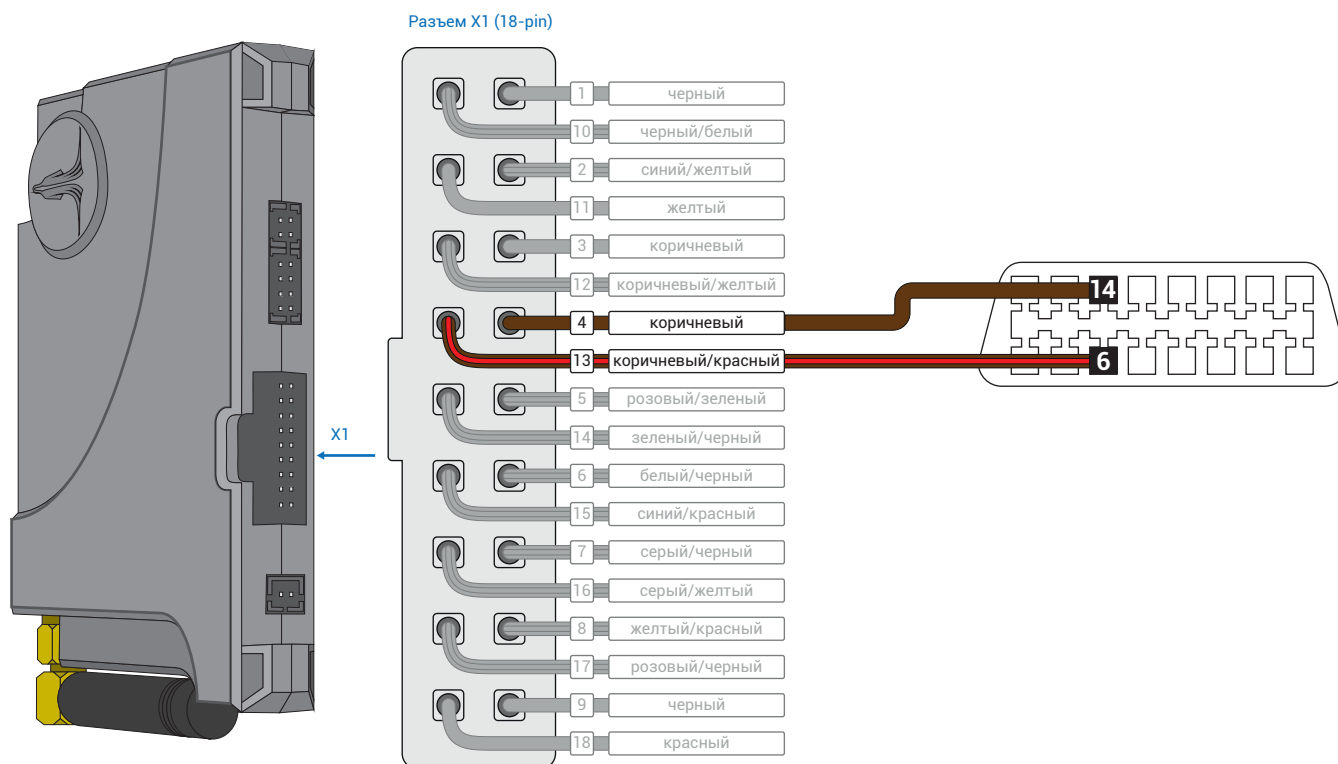 Разъем X1 (18-pin)
1 черный
10 черный/белый
2 синий/желтый
11 желтый
3 коричневый
12 коричневый/желтый
4 коричневый
14
13 коричневый/красный
6
5 розовый/зеленый
14 зеленый/черный
X1
6 белый/черный
15 синий/красный
7 серый/черный
16 серый/желтый
8 желтый/красный
17 розовый/черный
9 черный
18 красный